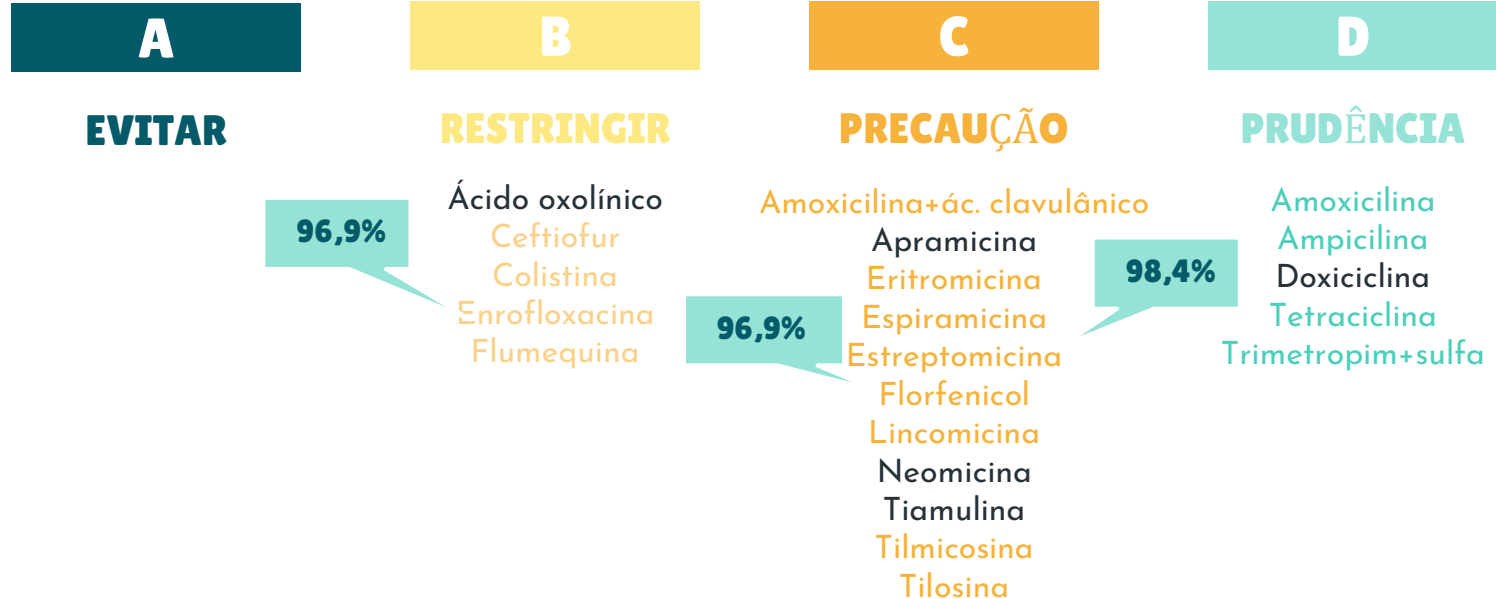 A
EVITAR
B
RESTRINGIR
Ácido oxolínico
Ceftiofur
Colistina
Enrofloxacina
Flumequina
96,9%
C
PRECAUÇÃO
Amoxicilina+ác. clavulânico
Apramicina
Eritromicina
Espiramicina
Estreptomicina
Florfenicol
Lincomicina
Neomicina
Tiamulina
Tilmicosina
Tilosina
96,9%
98,4%
D
PRUDÊNCIA
Amoxicilina
Ampicilina
Doxiciclina
Tetraciclina
Trimetropim+sulfa